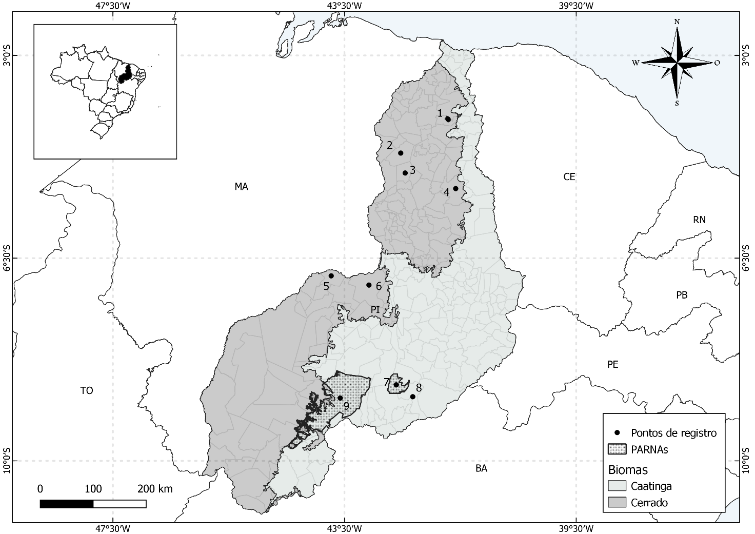 47°30'W 43°30'W 39°30'S
3°0'S 3°0'S
N
W O
S
1
2
3
MA
CE
4
RN
6°30'S 6°30'S
5 6
PB
PI
PE
TO
7 8
9
Pontos de registro
PARNAs
Biomas
10°0'S 10°0'S
BA
Caatinga
0 100 200 km
Cerrado
47°30'W 43°30'W 39°30'S